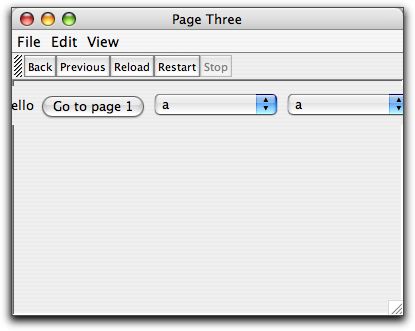 Page Three
File Edit View
Back Previous Reload Restart Stop
ello Go to page 1 a a